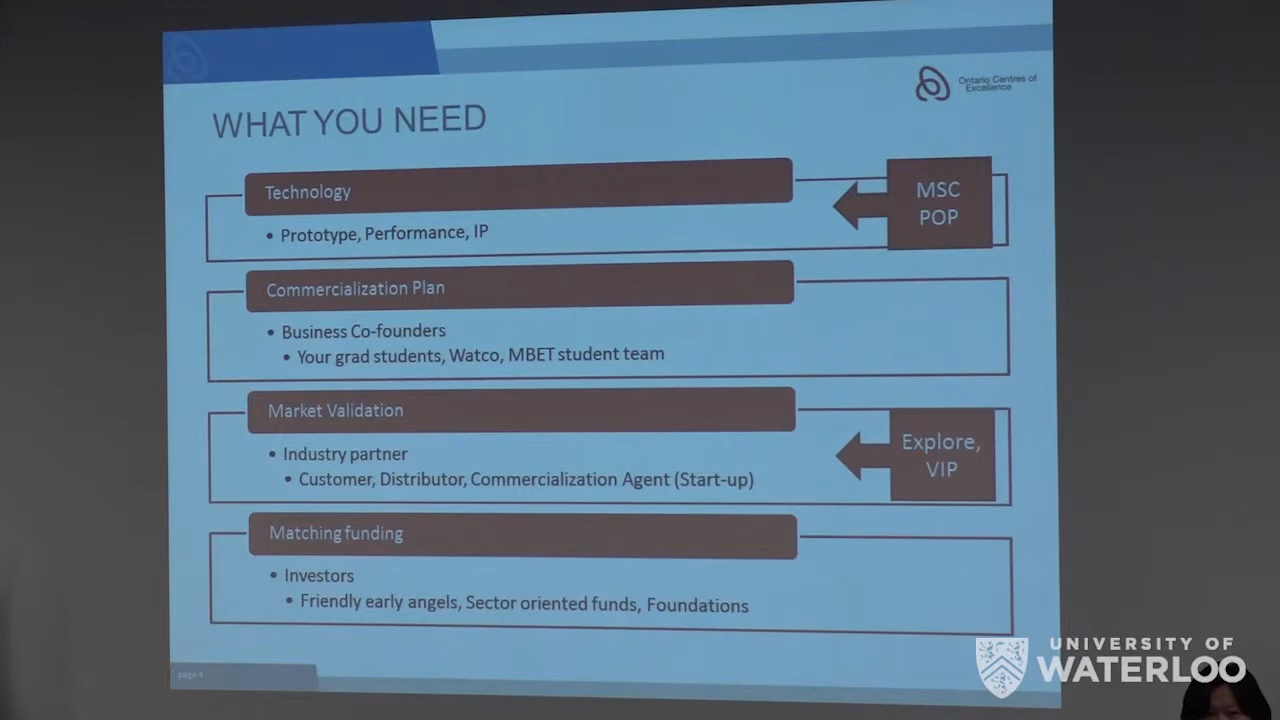 Ontario Centres of
Excellence
WHAT YOU NEED
Technology
• Prototype, Performance, IP
MSC
POP
Commercialization Plan
• Business Co-founders
• Your grad students, Watco, MBET student team
Market Validation
• Industry partner
• Customer, Distributor, Commercialization Agent (Start-up)
Explore,
VIP
Matching funding
• Investors
• Friendly early angels, Sector oriented funds, Foundations
page 4
UNIVERSITY OF
WATERLOO